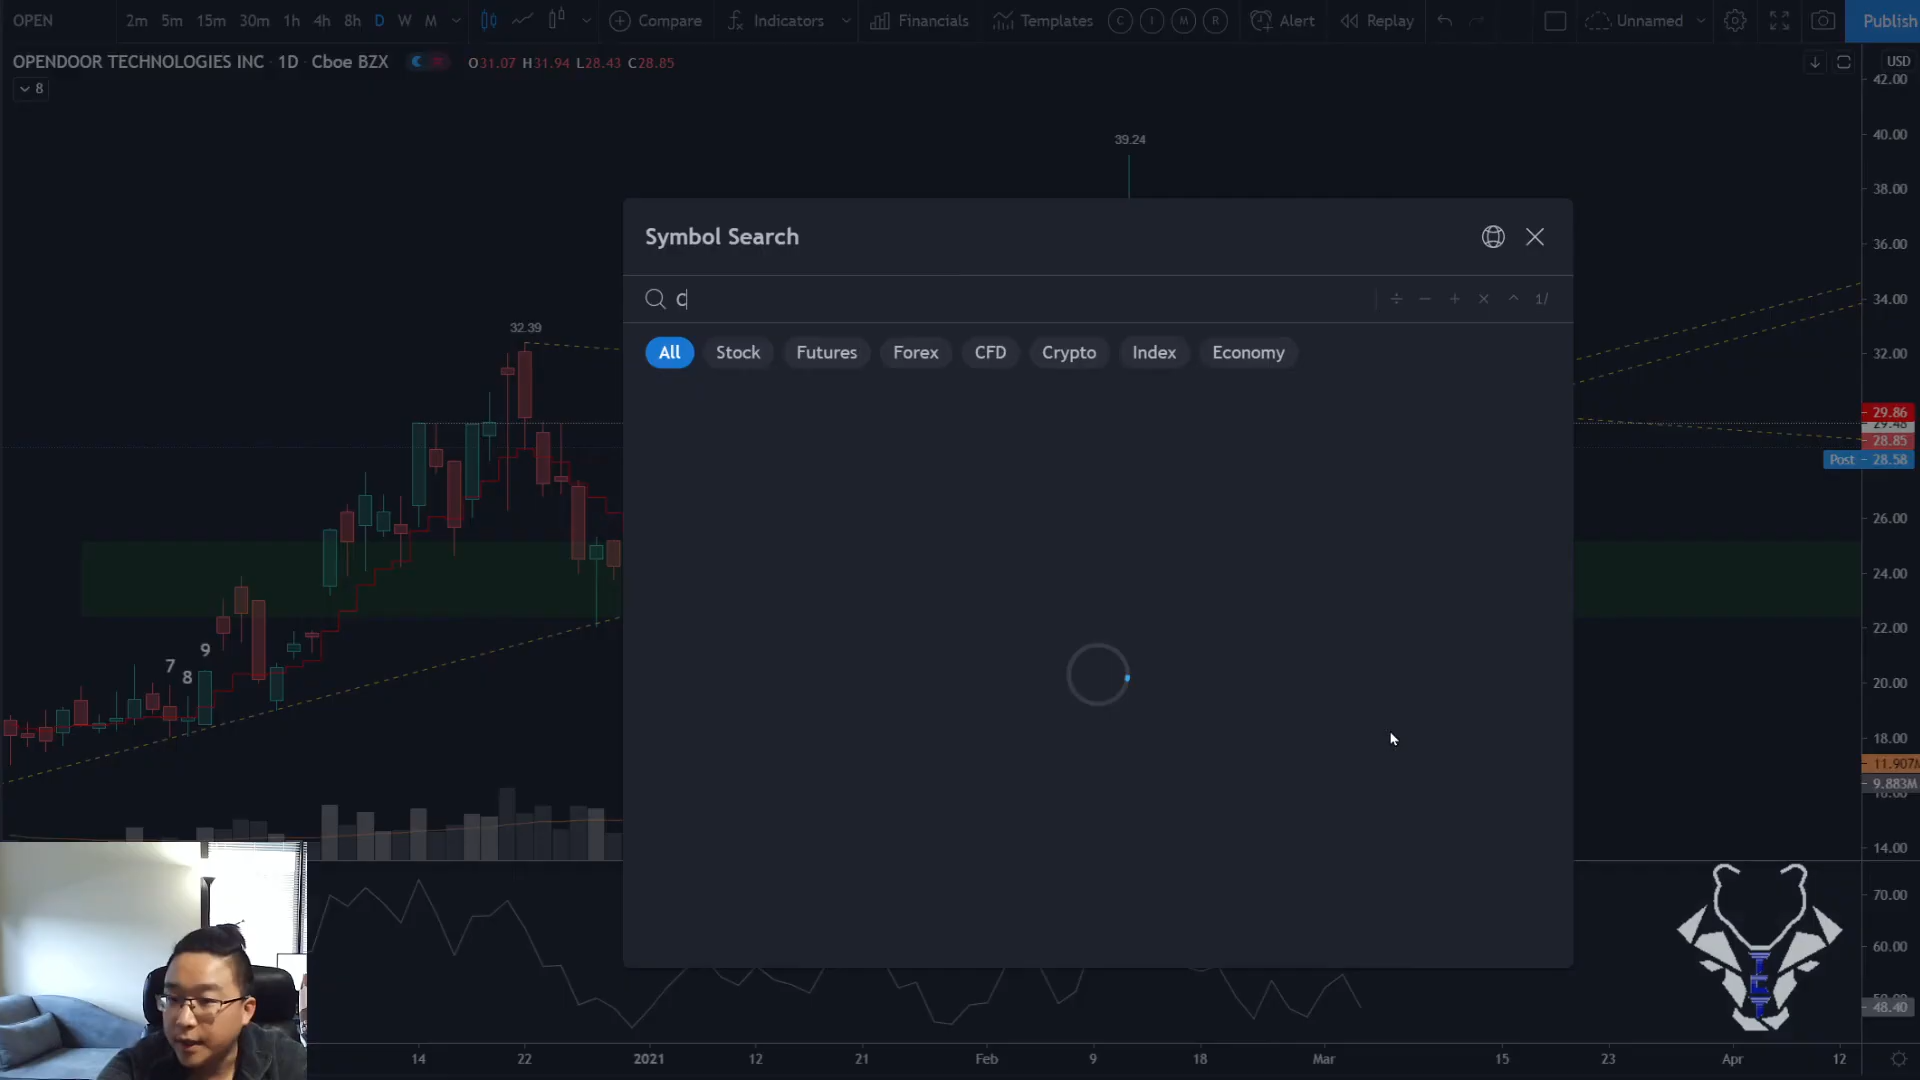 OPEN 2m 5m 15m 30m 1h 4h 8h D W M Compare Indicators Financials Templates C I M R Alert Replay Unnamed Publish
OPENDOOR TECHNOLOGIES INC · 1D · Cboe BZX O31.07 H31.94 L28.43 C28.85 USD
8
42.00
40.00
38.00
36.00
34.00
32.00
29.86
29.48
28.85
Post 28.58
26.00
24.00
22.00
20.00
18.00
11.907M
9.883M
14.00
70.00
60.00
48.40
39.24
32.39
7
8
9
Symbol Search
C
÷ − + × ^ 1/
All Stock Futures Forex CFD Crypto Index Economy
14 22 2021 12 21 Feb 9 18 Mar 15 23 Apr 12